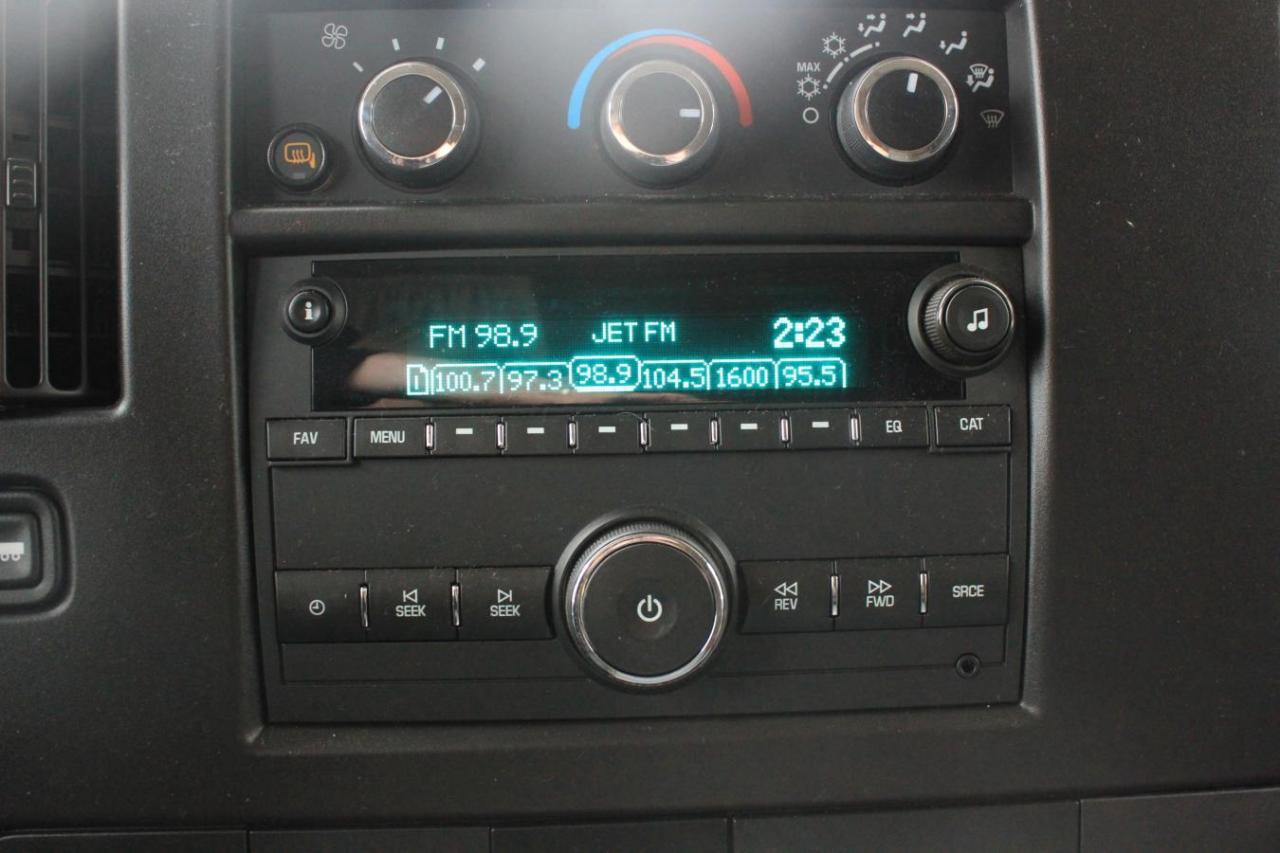 MAX
i
FM 98.9 JET FM 2:23
1 100.7 97.3 98.9 104.5 1600 95.5
FAV MENU EQ CAT
SEEK SEEK REV FWD SRCE